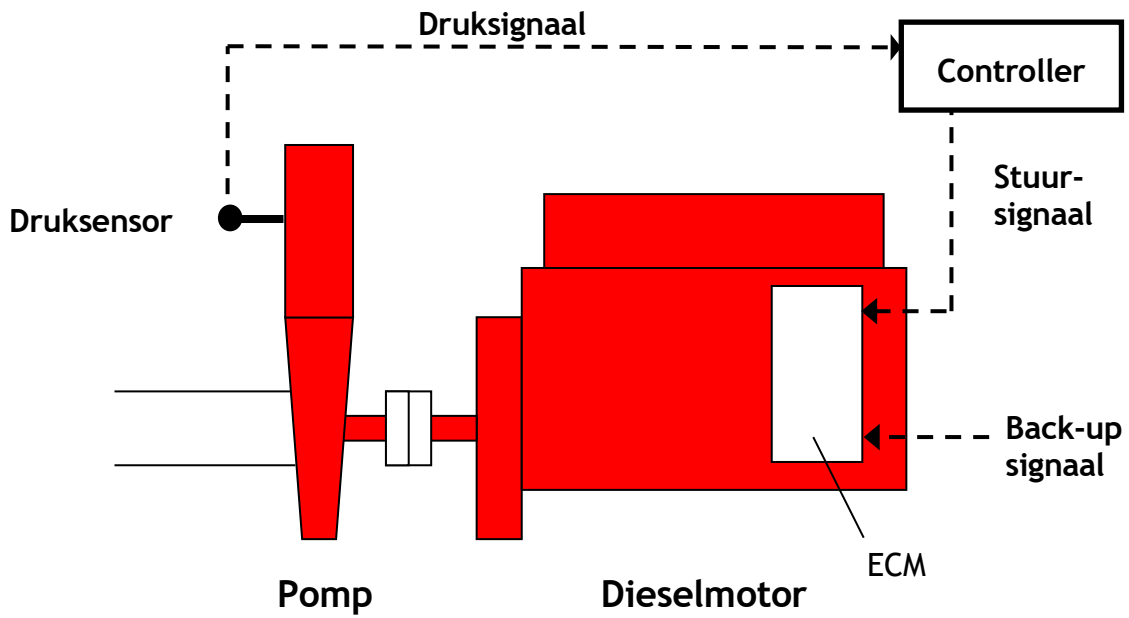 Druksignaal
Controller
Stuur-
signaal
Druksensor
Back-up
signaal
ECM
Pomp
Dieselmotor